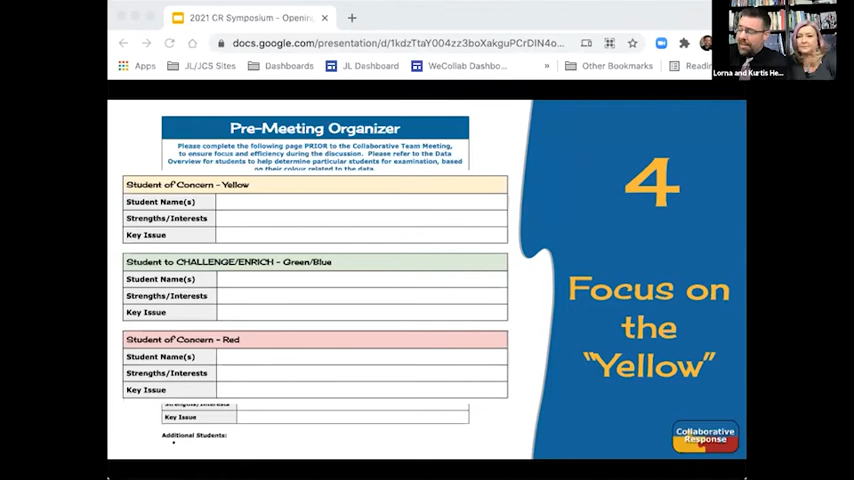 2021 CR Symposium - Opening
docs.google.com/presentation/d/1kdzTtaY004zz3boXakguPCrDIN4o...
Apps
JL/JCS Sites
Dashboards
JL Dashboard
WeCollab Dashbo...
»
Other Bookmarks
Readin
Lorna and Kurtis He...
Pre-Meeting Organizer
Please complete the following page PRIOR to the Collaborative Team Meeting,
to ensure focus and efficiency during the discussion. Please refer to the Data
Overview for students to help determine particular students for examination, based
on their colour related to the data.
Student of Concern - Yellow
Student Name(s)
Strengths/Interests
Key Issue
Student to CHALLENGE/ENRICH - Green/Blue
Student Name(s)
Strengths/Interests
Key Issue
Student of Concern - Red
Student Name(s)
Strengths/Interests
Key Issue
Strengths/Interests
Key Issue
Additional Students:
4
Focus on
the
"Yellow"
Collaborative
Response